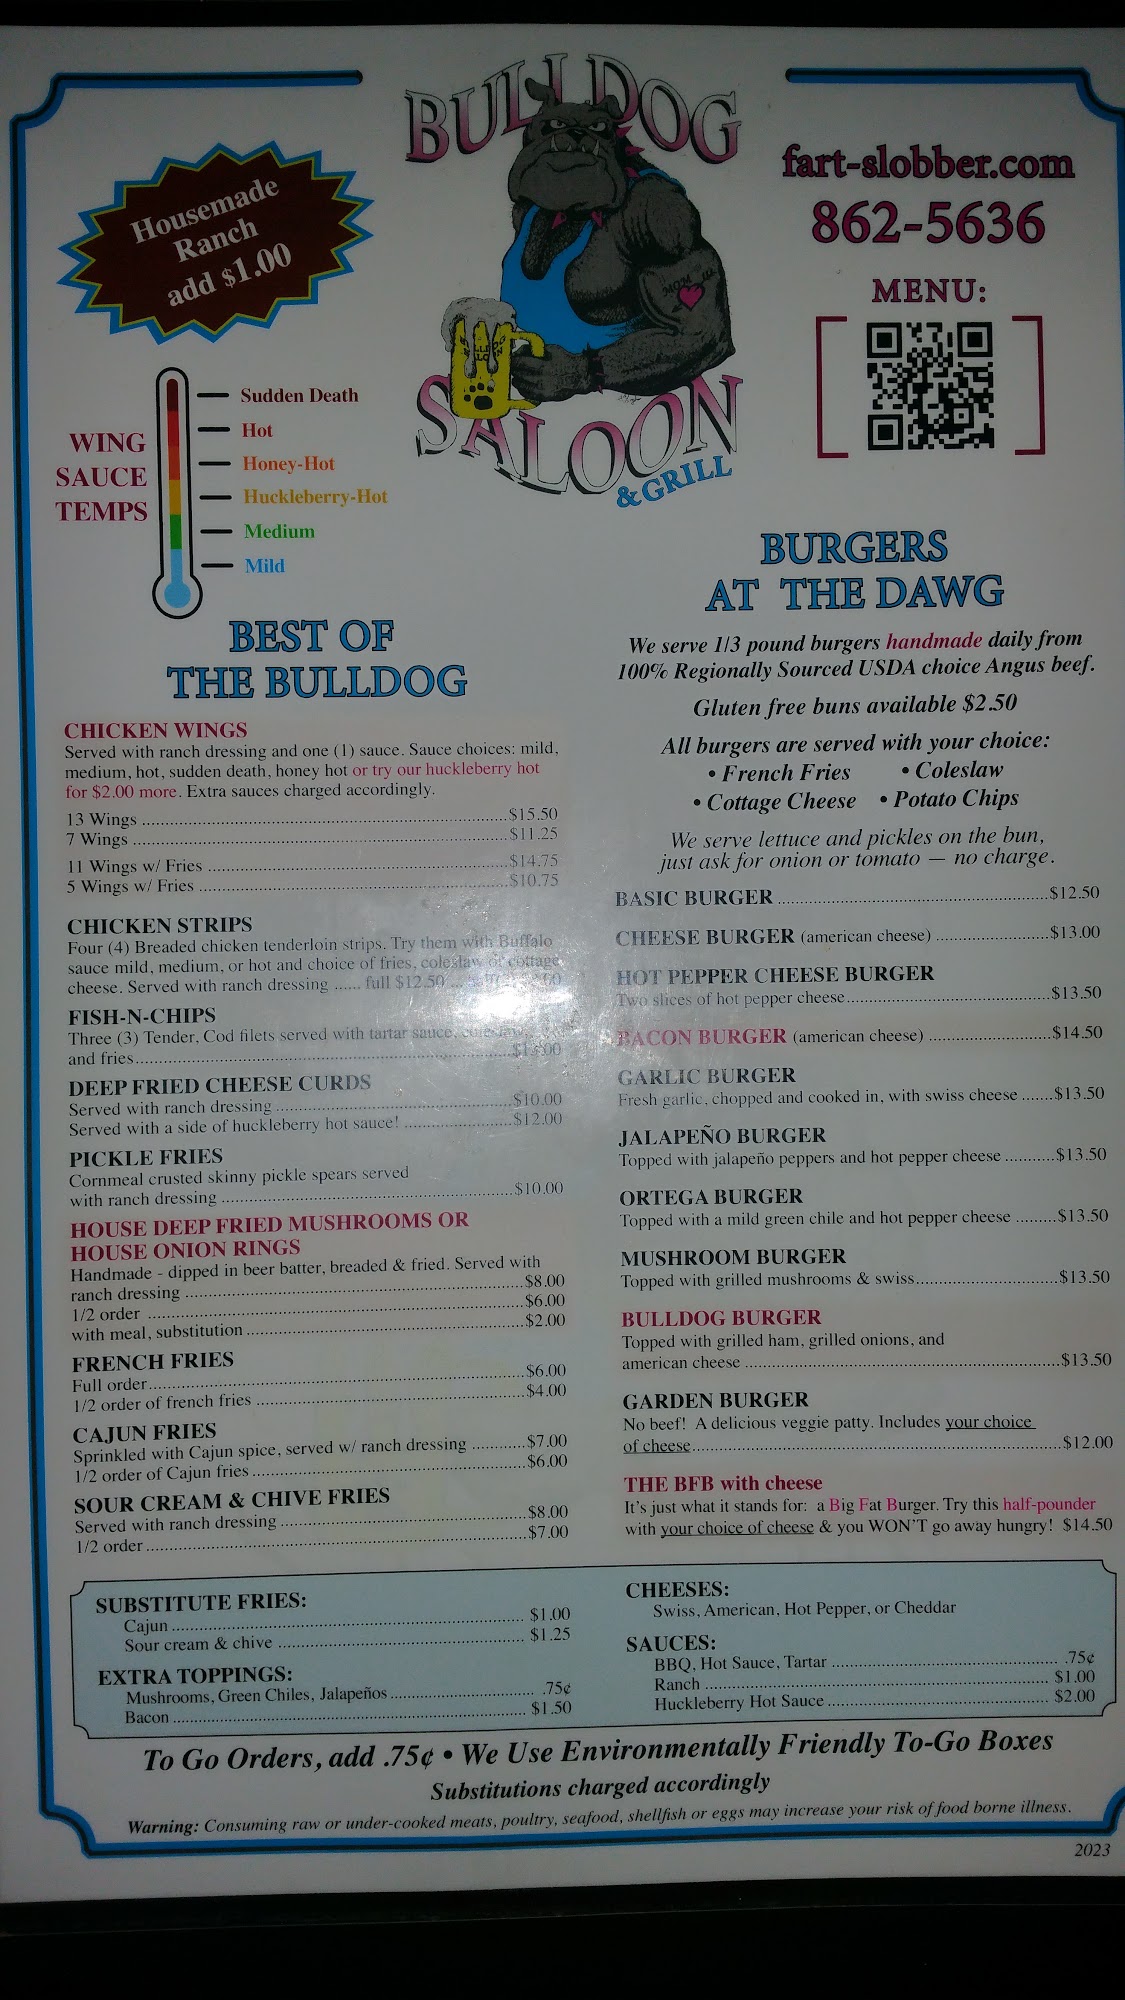 BULLDOG
SALOON
& GRILL
fart-slobber.com
862-5636
MENU:
Housemade
Ranch
add $1.00
WING
SAUCE
TEMPS
Sudden Death
Hot
Honey-Hot
Huckleberry-Hot
Medium
Mild
BEST OF
THE BULLDOG
CHICKEN WINGS
Served with ranch dressing and one (1) sauce. Sauce choices: mild,
medium, hot, sudden death, honey hot or try our huckleberry hot
for $2.00 more. Extra sauces charged accordingly.
13 Wings $15.50
7 Wings $11.25
11 Wings w/ Fries $14.75
5 Wings w/ Fries $10.75
CHICKEN STRIPS
Four (4) Breaded chicken tenderloin strips. Try them with Buffalo
sauce mild, medium, or hot and choice of fries, coleslaw or cottage
cheese. Served with ranch dressing ...... full $12.50 ...
FISH-N-CHIPS
Three (3) Tender, Cod filets served with tartar sauce,
and fries
DEEP FRIED CHEESE CURDS
Served with ranch dressing $10.00
Served with a side of huckleberry hot sauce! $12.00
PICKLE FRIES
Cornmeal crusted skinny pickle spears served
with ranch dressing $10.00
HOUSE DEEP FRIED MUSHROOMS OR
HOUSE ONION RINGS
Handmade - dipped in beer batter, breaded & fried. Served with
ranch dressing $8.00
1/2 order $6.00
with meal, substitution $2.00
FRENCH FRIES
Full order $6.00
1/2 order of french fries $4.00
CAJUN FRIES
Sprinkled with Cajun spice, served w/ ranch dressing $7.00
1/2 order of Cajun fries $6.00
SOUR CREAM & CHIVE FRIES
Served with ranch dressing $8.00
1/2 order $7.00
BURGERS
AT THE DAWG
We serve 1/3 pound burgers handmade daily from
100% Regionally Sourced USDA choice Angus beef.
Gluten free buns available $2.50
All burgers are served with your choice:
• French Fries • Coleslaw
• Cottage Cheese • Potato Chips
We serve lettuce and pickles on the bun,
just ask for onion or tomato — no charge.
BASIC BURGER $12.50
CHEESE BURGER (american cheese) $13.00
HOT PEPPER CHEESE BURGER
Two slices of hot pepper cheese $13.50
BACON BURGER (american cheese) $14.50
GARLIC BURGER
Fresh garlic, chopped and cooked in, with swiss cheese $13.50
JALAPEÑO BURGER
Topped with jalapeño peppers and hot pepper cheese $13.50
ORTEGA BURGER
Topped with a mild green chile and hot pepper cheese $13.50
MUSHROOM BURGER
Topped with grilled mushrooms & swiss $13.50
BULLDOG BURGER
Topped with grilled ham, grilled onions, and
american cheese $13.50
GARDEN BURGER
No beef! A delicious veggie patty. Includes your choice
of cheese $12.00
THE BFB with cheese
It's just what it stands for: a Big Fat Burger. Try this half-pounder
with your choice of cheese & you WON'T go away hungry! $14.50
SUBSTITUTE FRIES:
Cajun $1.00
Sour cream & chive $1.25
EXTRA TOPPINGS:
Mushrooms, Green Chiles, Jalapeños .75¢
Bacon $1.50
CHEESES:
Swiss, American, Hot Pepper, or Cheddar
SAUCES:
BBQ, Hot Sauce, Tartar .75¢
Ranch $1.00
Huckleberry Hot Sauce $2.00
To Go Orders, add .75¢ • We Use Environmentally Friendly To-Go Boxes
Substitutions charged accordingly
Warning: Consuming raw or under-cooked meats, poultry, seafood, shellfish or eggs may increase your risk of food borne illness.
2023